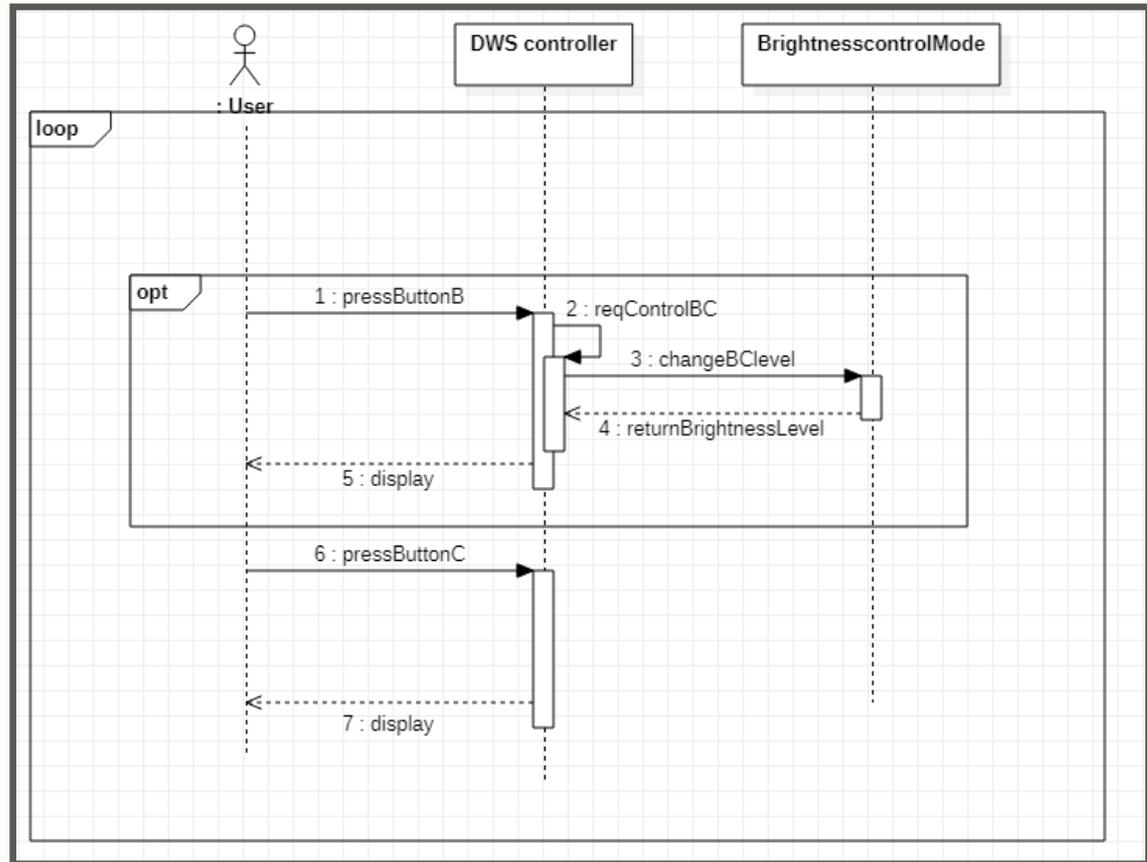 DWS controller
BrightnesscontrolMode
: User
loop
opt
1 : pressButtonB
2 : reqControlBC
3 : changeBClevel
4 : returnBrightnessLevel
5 : display
6 : pressButtonC
7 : display